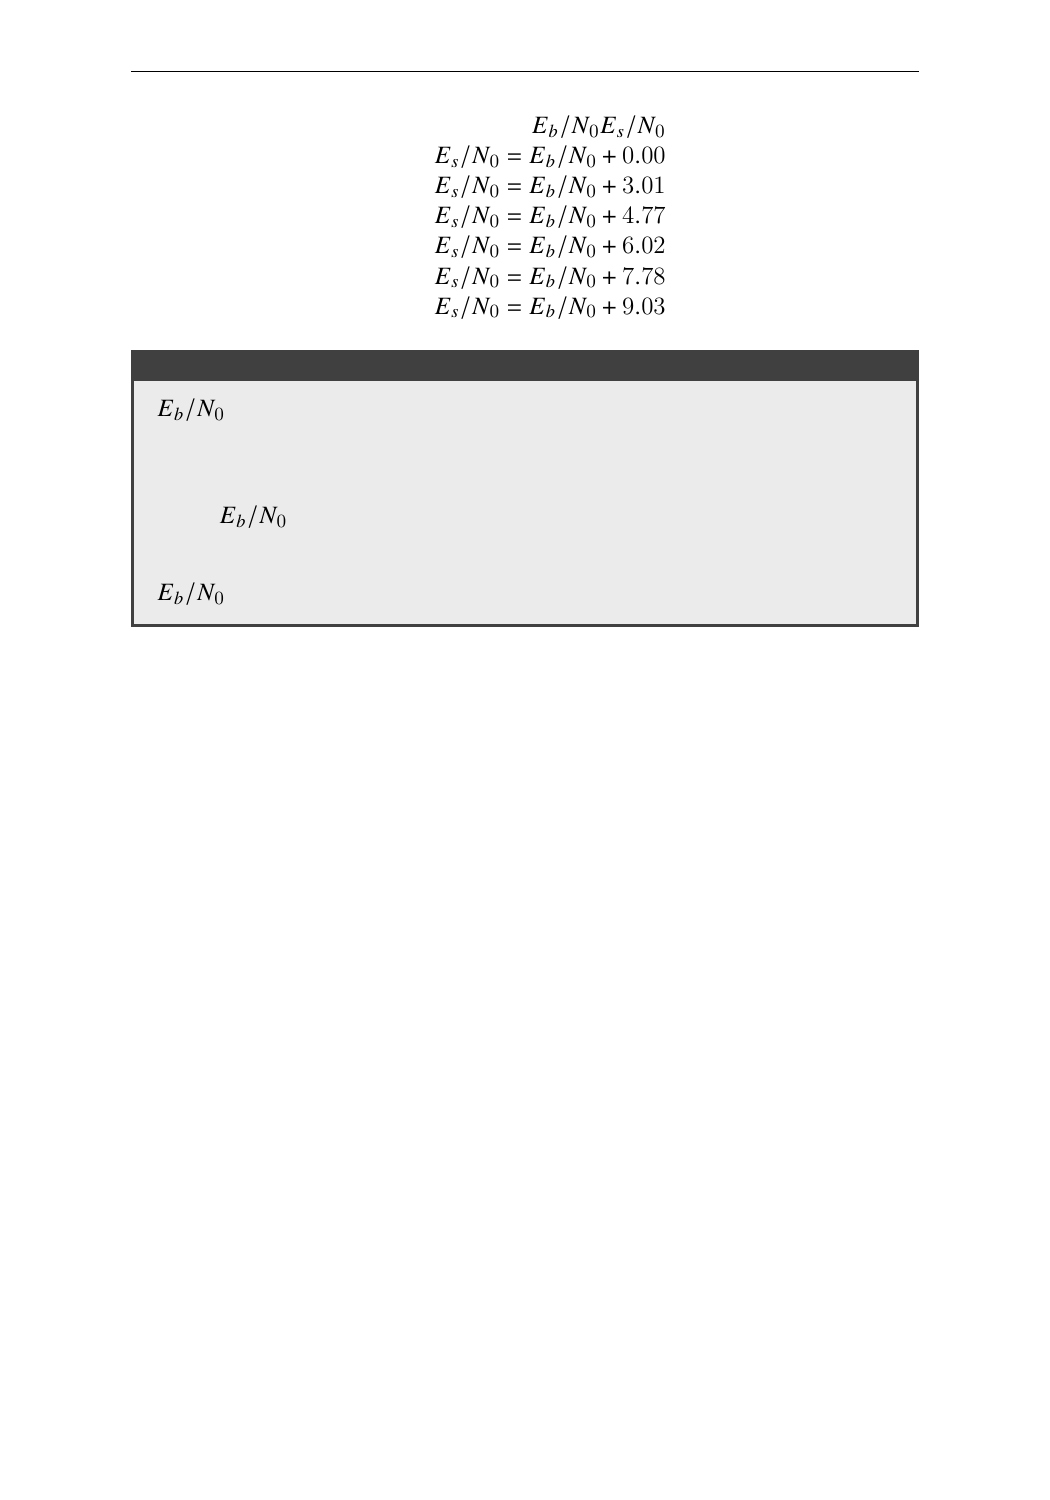 E_b/N_0E_s/N_0
E_s/N_0 = E_b/N_0 + 0.00
E_s/N_0 = E_b/N_0 + 3.01
E_s/N_0 = E_b/N_0 + 4.77
E_s/N_0 = E_b/N_0 + 6.02
E_s/N_0 = E_b/N_0 + 7.78
E_s/N_0 = E_b/N_0 + 9.03
E_b/N_0
E_b/N_0
E_b/N_0